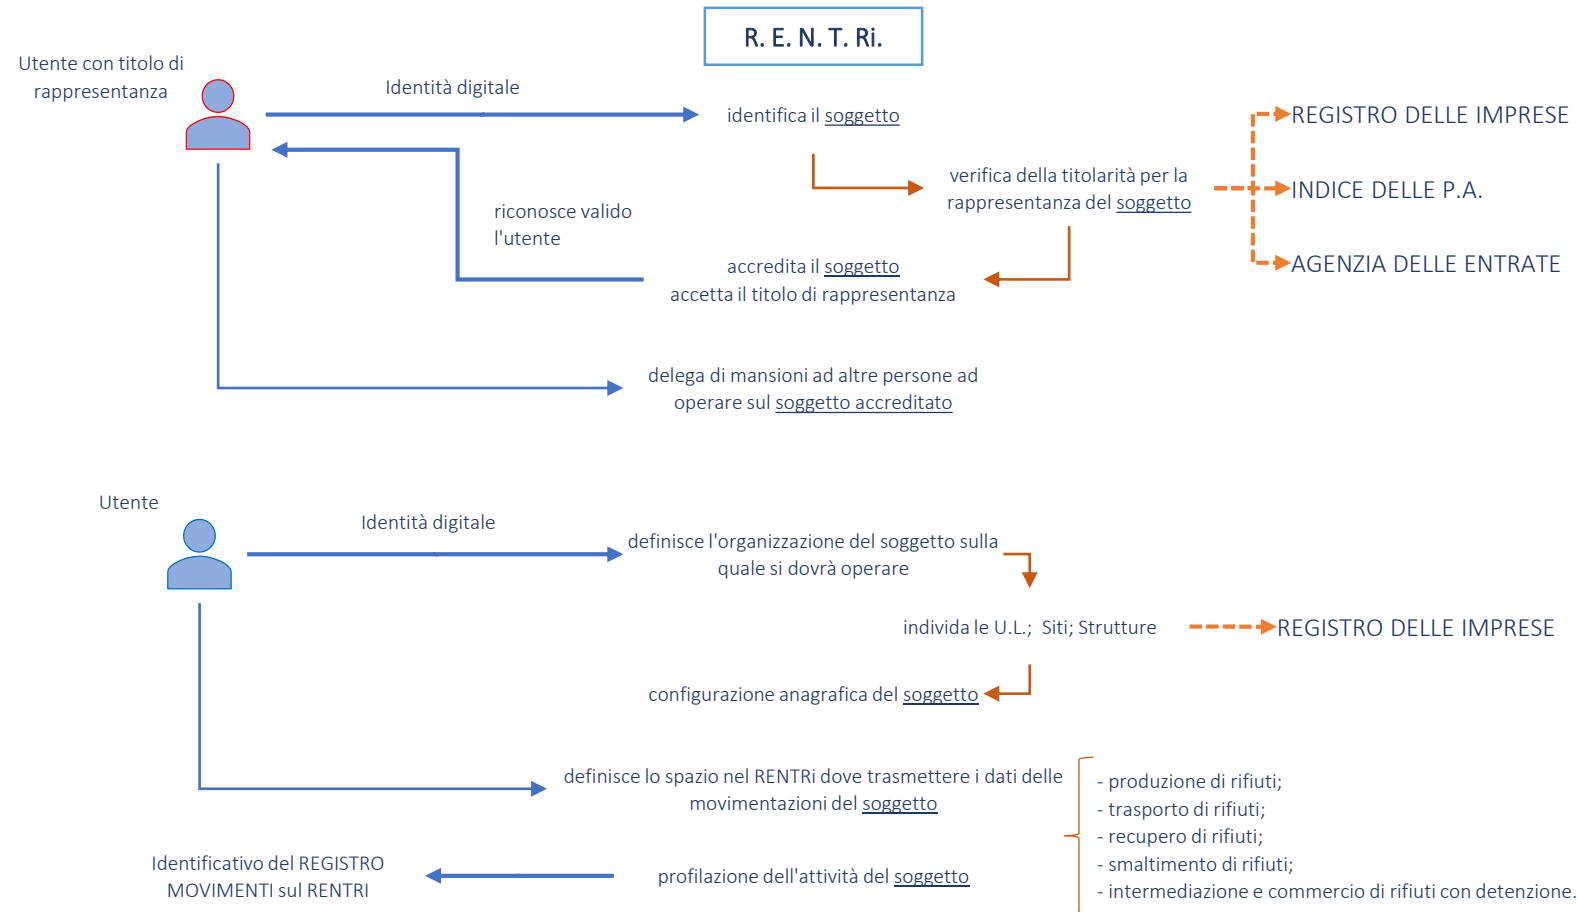 R. E. N. T. Ri.
Utente con titolo di
rappresentanza
Identità digitale
identifica il soggetto
REGISTRO DELLE IMPRESE
verifica della titolarità per la
rappresentanza del soggetto
INDICE DELLE P.A.
riconosce valido
l'utente
accredita il soggetto
accetta il titolo di rappresentanza
AGENZIA DELLE ENTRATE
delega di mansioni ad altre persone ad
operare sul soggetto accreditato
Utente
Identità digitale
definisce l'organizzazione del soggetto sulla
quale si dovrà operare
individa le U.L.; Siti; Strutture
REGISTRO DELLE IMPRESE
configurazione anagrafica del soggetto
definisce lo spazio nel RENTRi dove trasmettere i dati delle
movimentazioni del soggetto
- produzione di rifiuti;
- trasporto di rifiuti;
- recupero di rifiuti;
- smaltimento di rifiuti;
- intermediazione e commercio di rifiuti con detenzione.
profilazione dell'attività del soggetto
Identificativo del REGISTRO
MOVIMENTI sul RENTRI